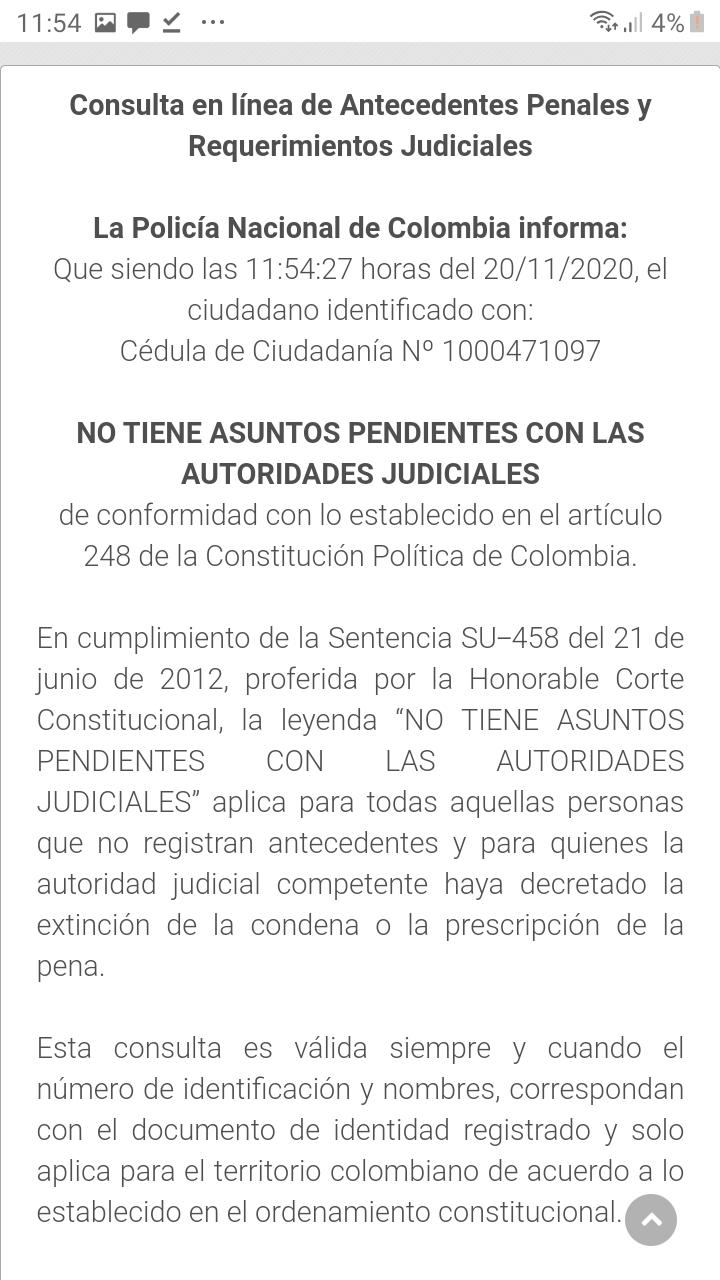 11:54 ... 4%
Consulta en línea de Antecedentes Penales y
Requerimientos Judiciales
La Policía Nacional de Colombia informa:
Que siendo las 11:54:27 horas del 20/11/2020, el
ciudadano identificado con:
Cédula de Ciudadanía Nº 1000471097
NO TIENE ASUNTOS PENDIENTES CON LAS
AUTORIDADES JUDICIALES
de conformidad con lo establecido en el artículo
248 de la Constitución Política de Colombia.
En cumplimiento de la Sentencia SU–458 del 21 de
junio de 2012, proferida por la Honorable Corte
Constitucional, la leyenda “NO TIENE ASUNTOS
PENDIENTES CON LAS AUTORIDADES
JUDICIALES” aplica para todas aquellas personas
que no registran antecedentes y para quienes la
autoridad judicial competente haya decretado la
extinción de la condena o la prescripción de la
pena.
Esta consulta es válida siempre y cuando el
número de identificación y nombres, correspondan
con el documento de identidad registrado y solo
aplica para el territorio colombiano de acuerdo a lo
establecido en el ordenamiento constitucional.